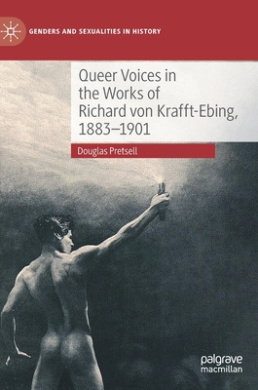 GENDERS AND SEXUALITIES IN HISTORY
Queer Voices in
the Works of
Richard von Krafft-Ebing,
1883–1901
Douglas Pretsell
palgrave
macmillan